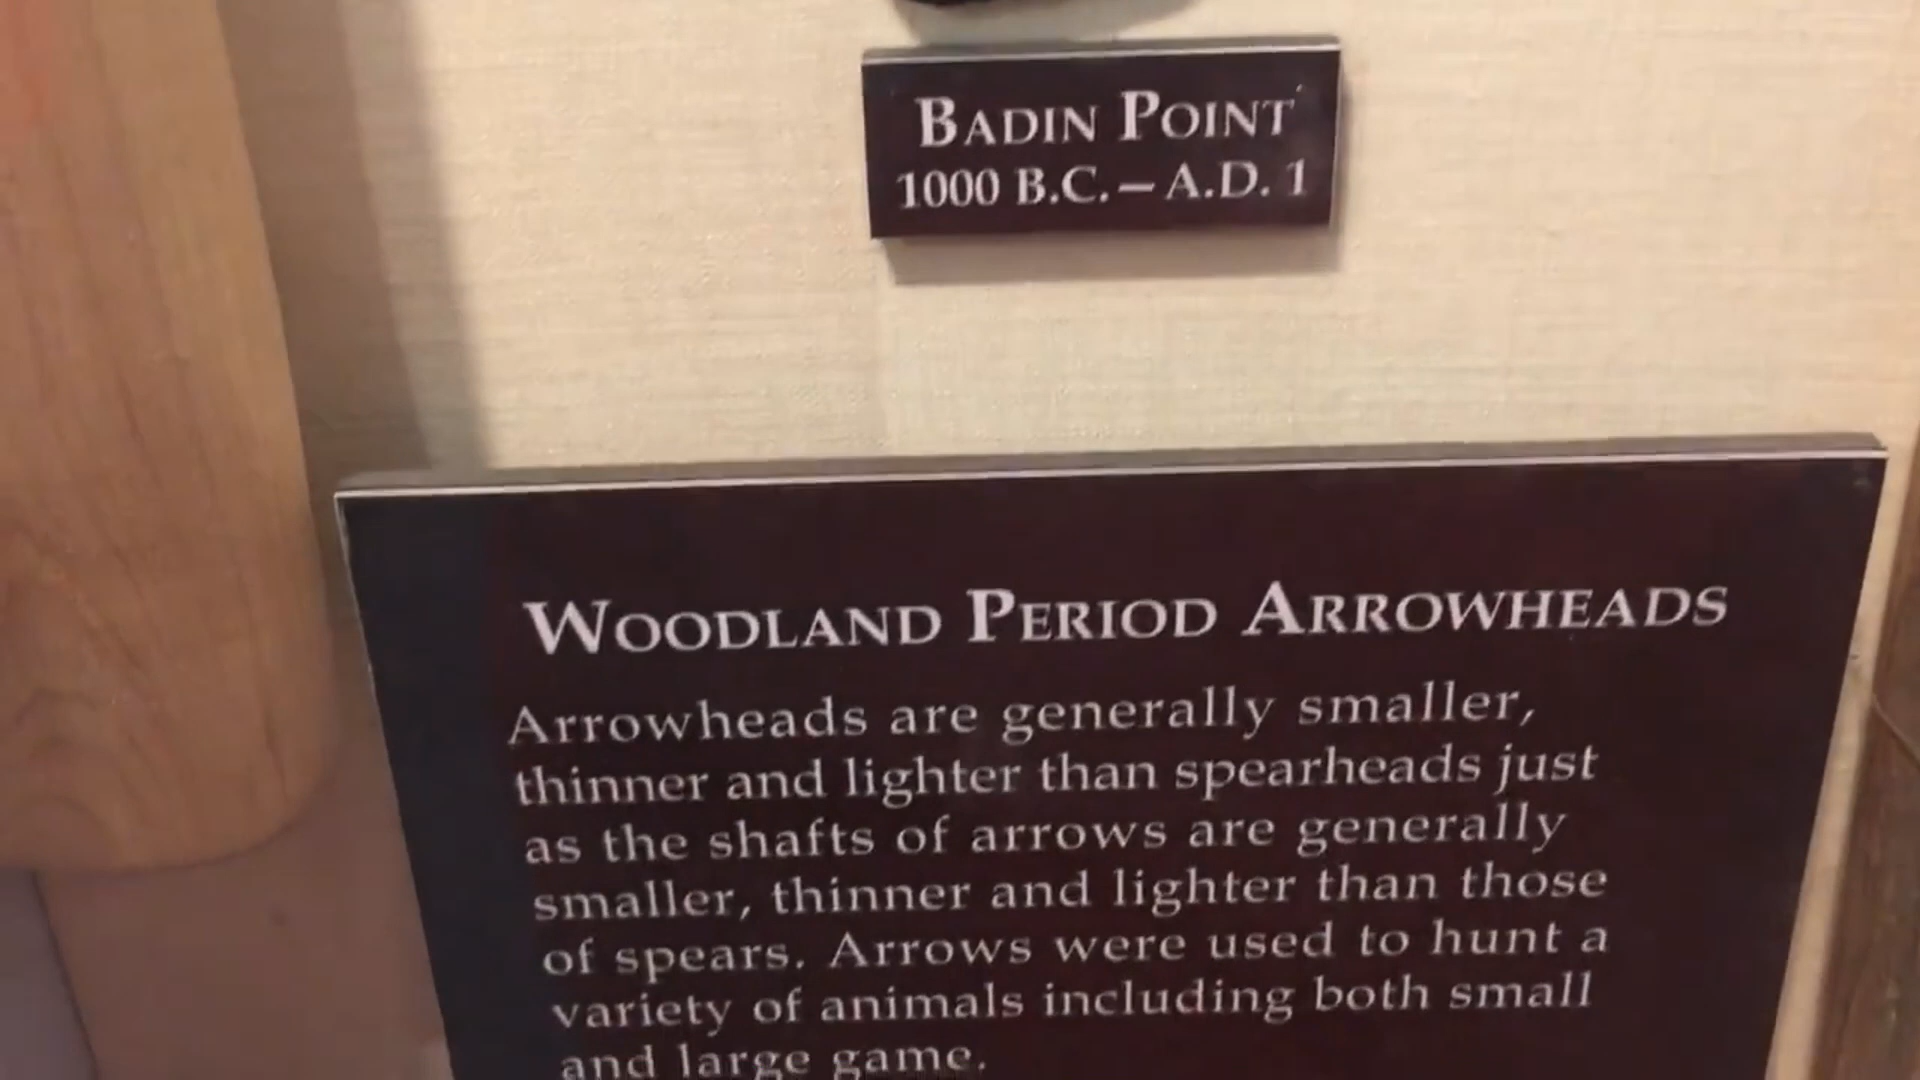 BADIN POINT
1000 B.C. – A.D. 1
WOODLAND PERIOD ARROWHEADS
Arrowheads are generally smaller,
thinner and lighter than spearheads just
as the shafts of arrows are generally
smaller, thinner and lighter than those
of spears. Arrows were used to hunt a
variety of animals including both small
and large game.